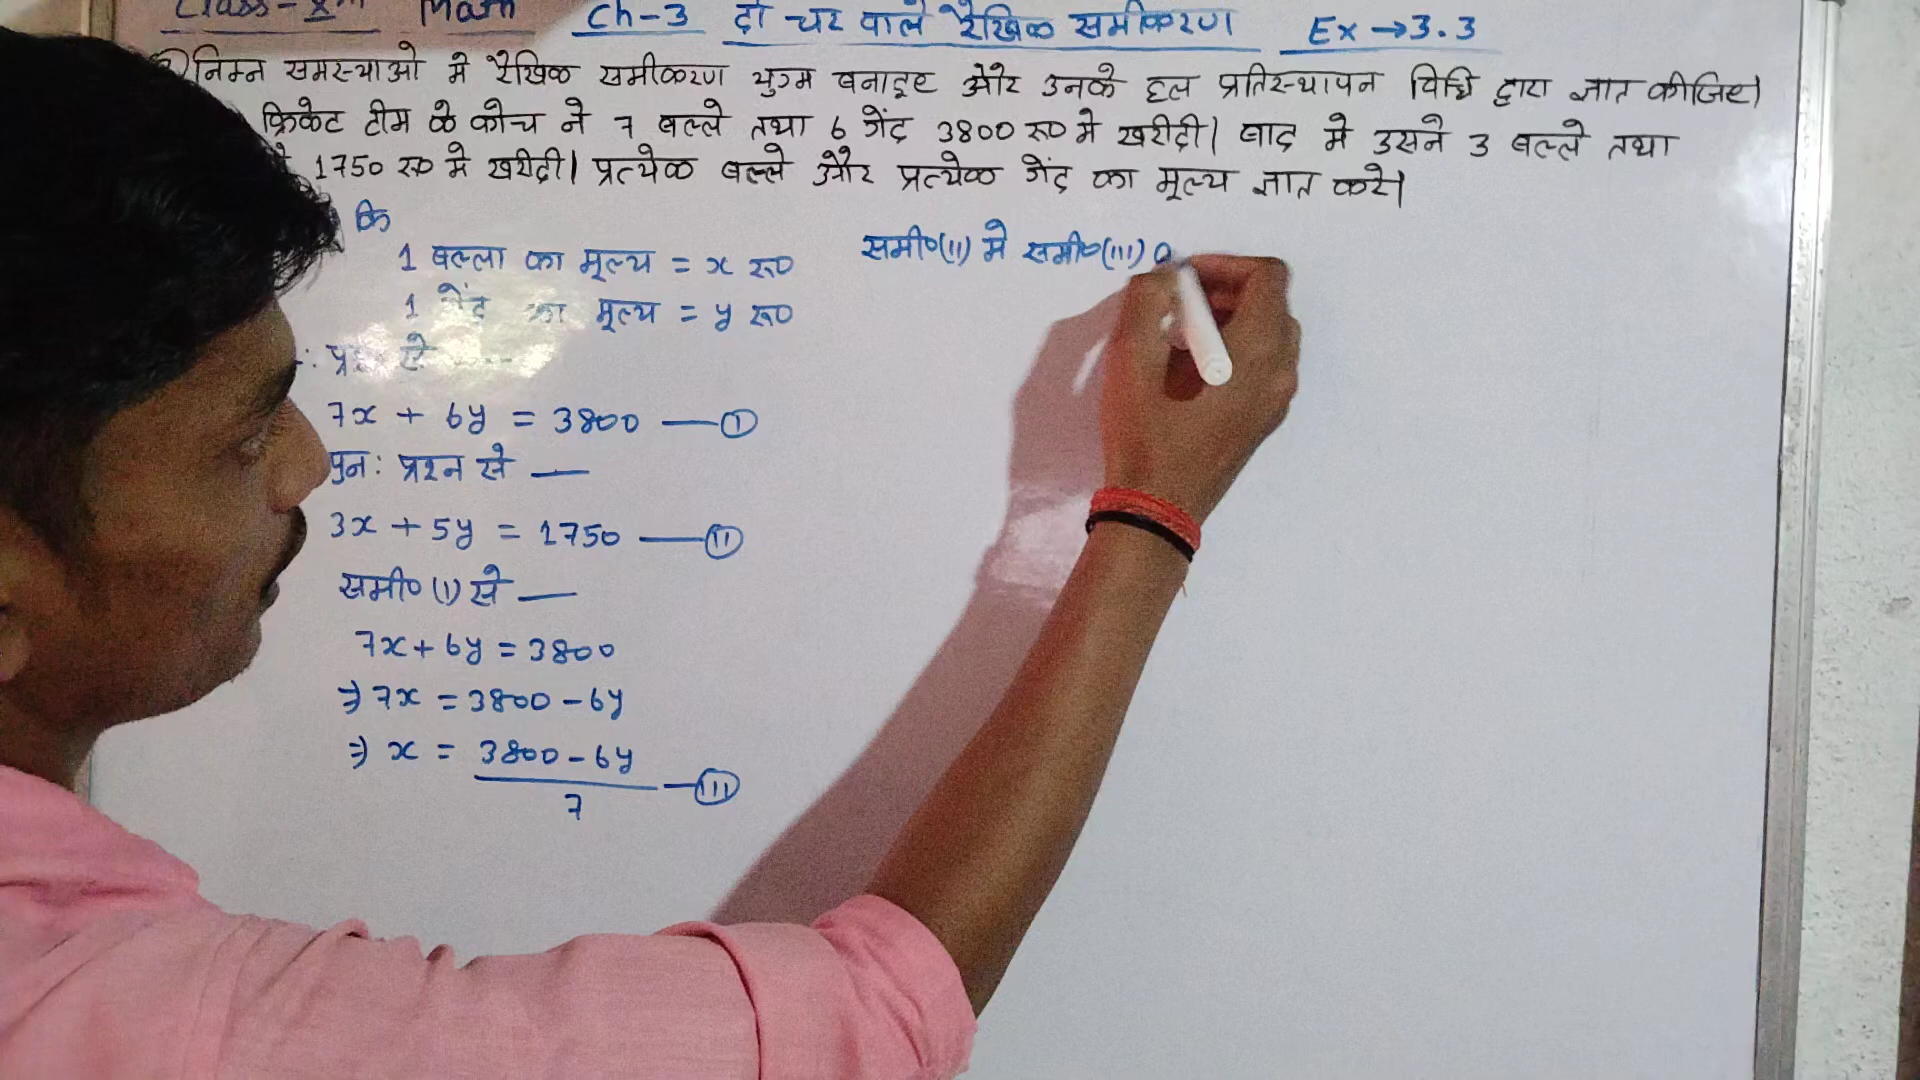 Class-Xth Math Ch-3 दो चर वाले रैखिक समीकरण Ex→3.3
निम्न समस्याओ मे रैखिक समीकरण युग्म बनाइए और उनके हल प्रतिस्थापन विधि द्वारा ज्ञात कीजिए।
क्रिकेट टीम के कोच ने 7 बल्ले तथा 6 गेंद 3800 रू० मे खरीदी। बाद मे उसने 3 बल्ले तथा
1750 रू० मे खरीदी। प्रत्येक बल्ले और प्रत्येक गेंद का मूल्य ज्ञात करे।
कि
1 बल्ला का मूल्य = x रू०
1 गेंद का मूल्य = y रू०
प्रश्न से
7x + 6y = 3800 —(I)
पुनः प्रश्न से —
3x + 5y = 1750 —(II)
समी० (I) से —
7x + 6y = 3800
⇒ 7x = 3800 - 6y
⇒ x = 3800 - 6y —(III)
7
समी०(II) मे समी०(III)